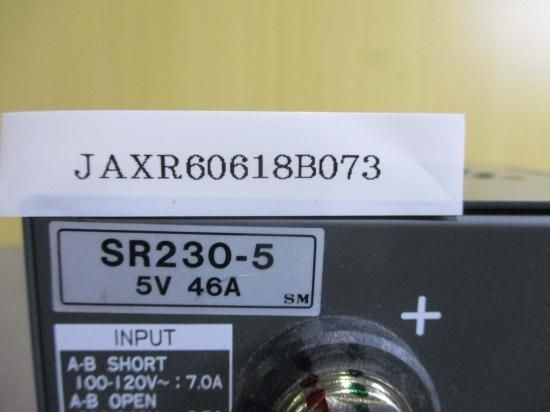 JAXR60618B073
SR230-5
5V 46A
SM
+
INPUT
A-B SHORT
100-120V~: 7.0A
A-B OPEN